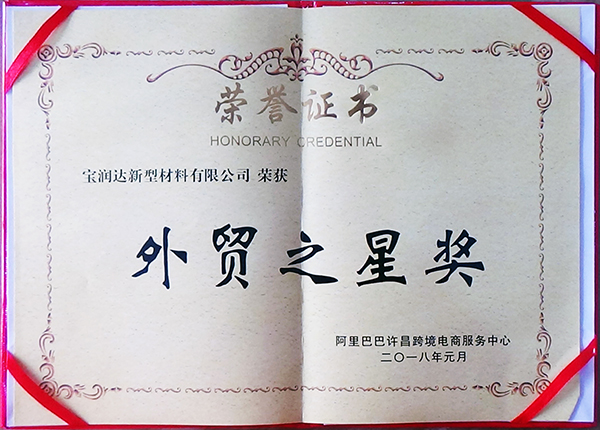 荣誉证书
HONORARY CREDENTIAL
宝润达新型材料有限公司 荣获
外贸之星奖
阿里巴巴许昌跨境电商服务中心
二〇一八年元月